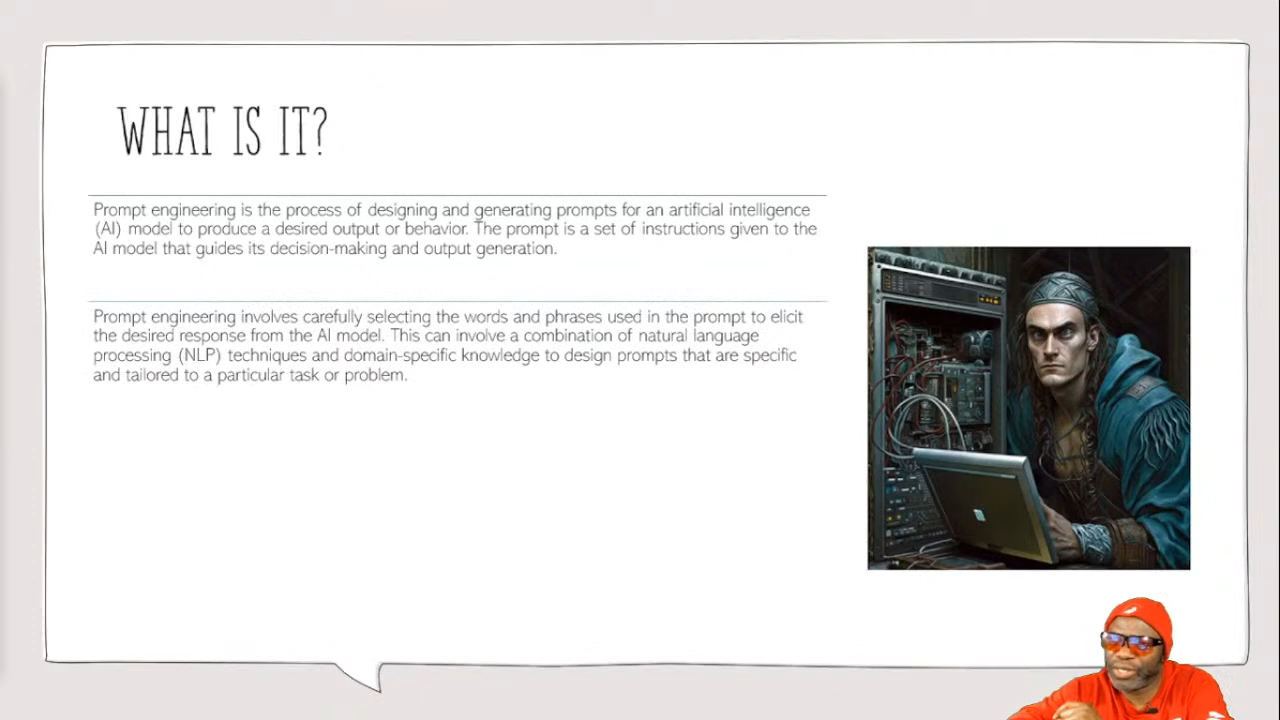 WHAT IS IT?
Prompt engineering is the process of designing and generating prompts for an artificial intelligence
(AI) model to produce a desired output or behavior. The prompt is a set of instructions given to the
AI model that guides its decision-making and output generation.
Prompt engineering involves carefully selecting the words and phrases used in the prompt to elicit
the desired response from the AI model. This can involve a combination of natural language
processing (NLP) techniques and domain-specific knowledge to design prompts that are specific
and tailored to a particular task or problem.